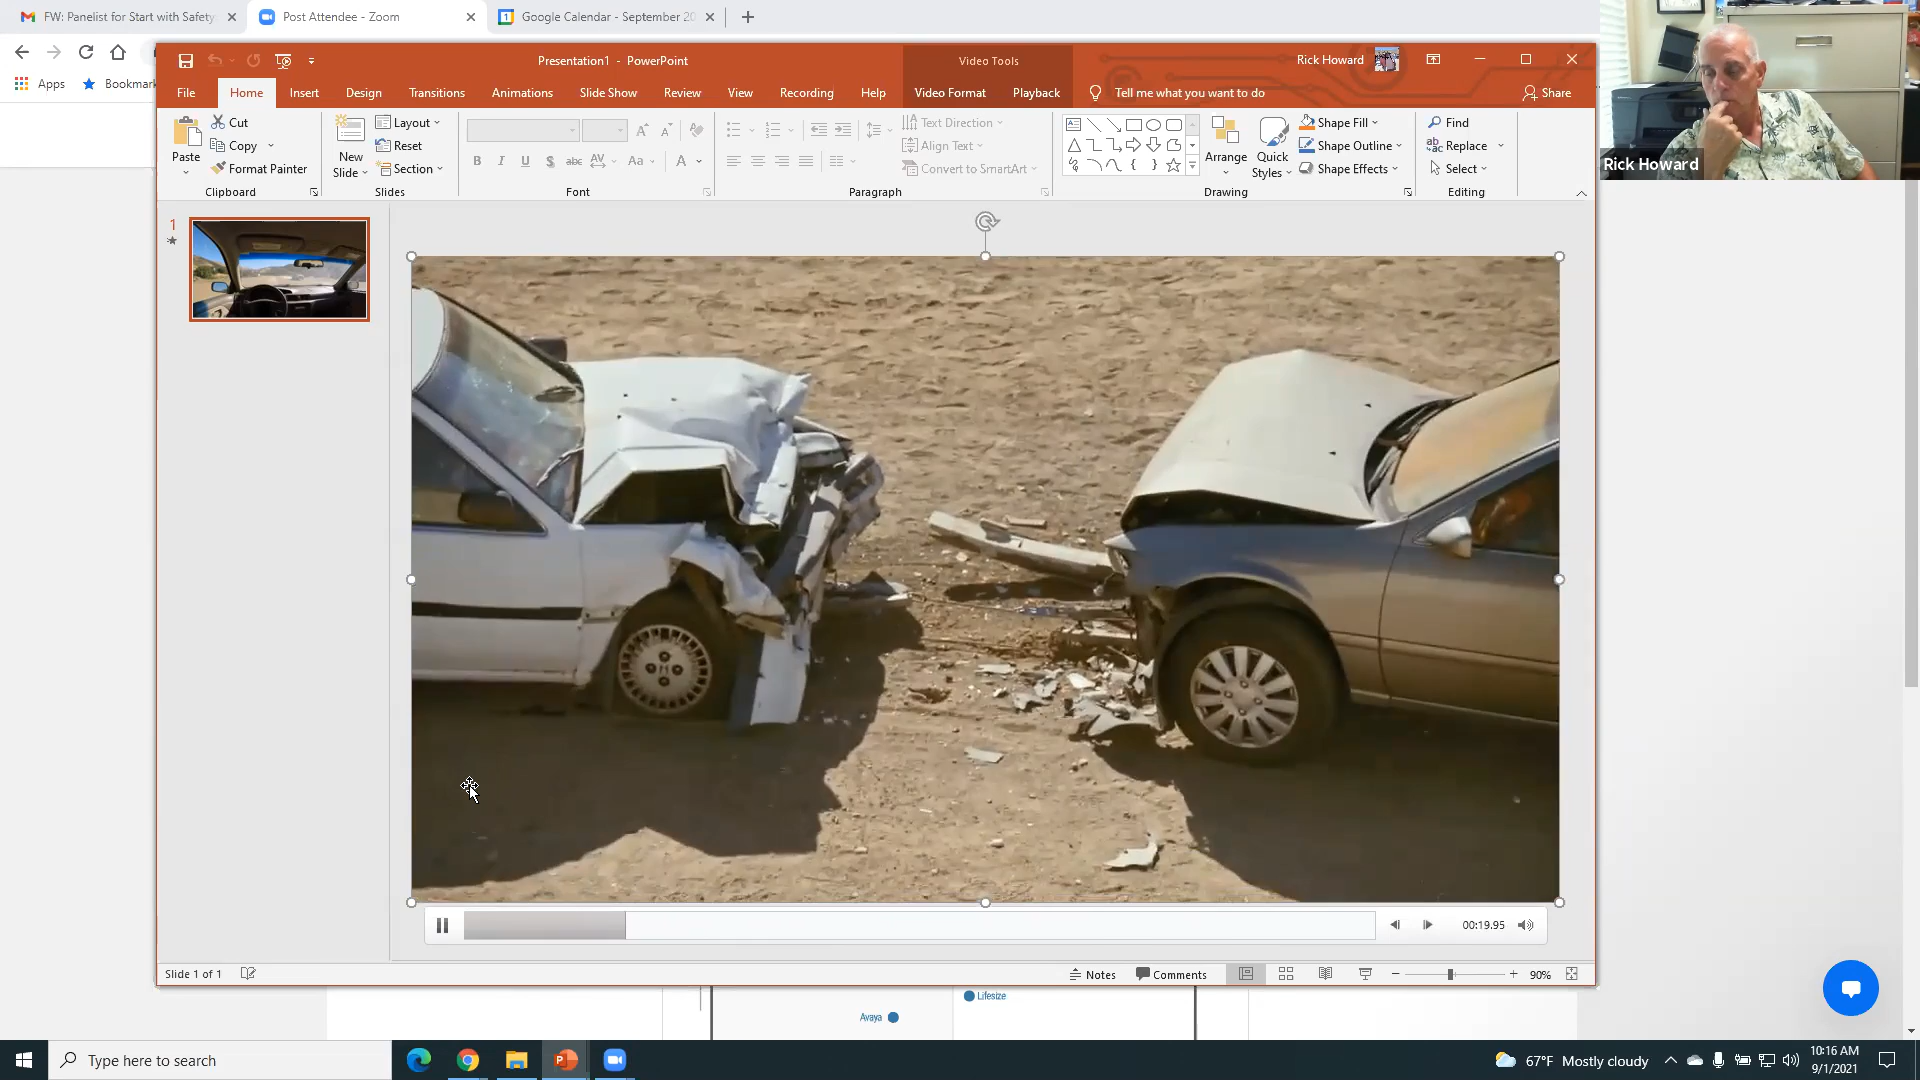 FW: Panelist for Start with Safety
Post Attendee - Zoom
Google Calendar - September 20
Apps
Bookmar
Presentation1 - PowerPoint
Video Tools
Rick Howard
File
Home
Insert
Design
Transitions
Animations
Slide Show
Review
View
Recording
Help
Video Format
Playback
Tell me what you want to do
Share
Paste
Cut
Copy
Format Painter
Clipboard
New
Slide
Layout
Reset
Section
Slides
B
I
U
S
abc
AV
Aa
A
Font
Text Direction
Align Text
Convert to SmartArt
Paragraph
Arrange
Quick
Styles
Shape Fill
Shape Outline
Shape Effects
Drawing
Find
Replace
Select
Editing
Rick Howard
1
00:19.95
Slide 1 of 1
Notes
Comments
90%
Lifesize
Avaya
Type here to search
67°F Mostly cloudy
10:16 AM
9/1/2021